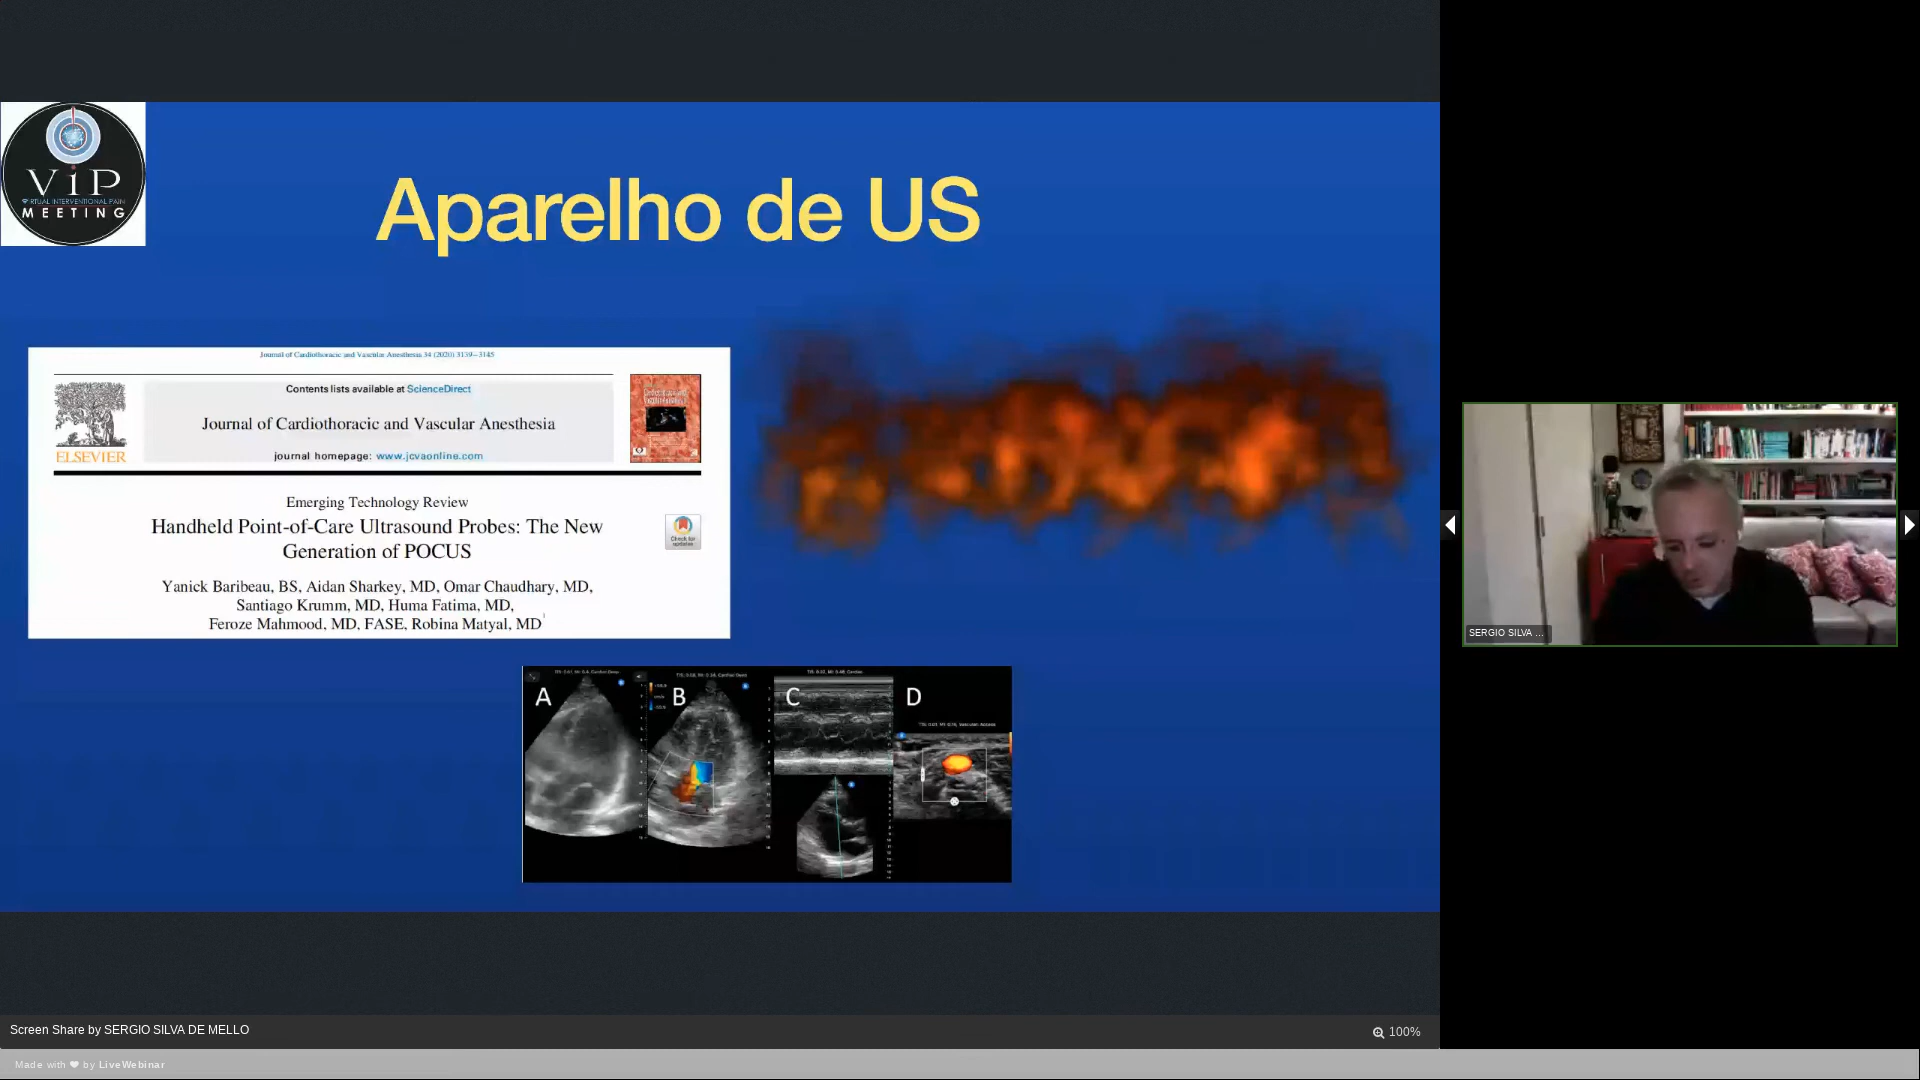 ViP
VIRTUAL INTERVENTIONAL PAIN
MEETING
Aparelho de US
Journal of Cardiothoracic and Vascular Anesthesia 34 (2020) 3139–3145
Contents lists available at ScienceDirect
Journal of Cardiothoracic and Vascular Anesthesia
journal homepage: www.jcvaonline.com
ELSEVIER
Emerging Technology Review
Handheld Point-of-Care Ultrasound Probes: The New
Generation of POCUS
Check for
updates
Yanick Baribeau, BS, Aidan Sharkey, MD, Omar Chaudhary, MD,
Santiago Krumm, MD, Huma Fatima, MD,
Feroze Mahmood, MD, FASE, Robina Matyal, MD
A
B
C
D
SERGIO SILVA ...
Screen Share by SERGIO SILVA DE MELLO
100%
Made with ❤ by LiveWebinar